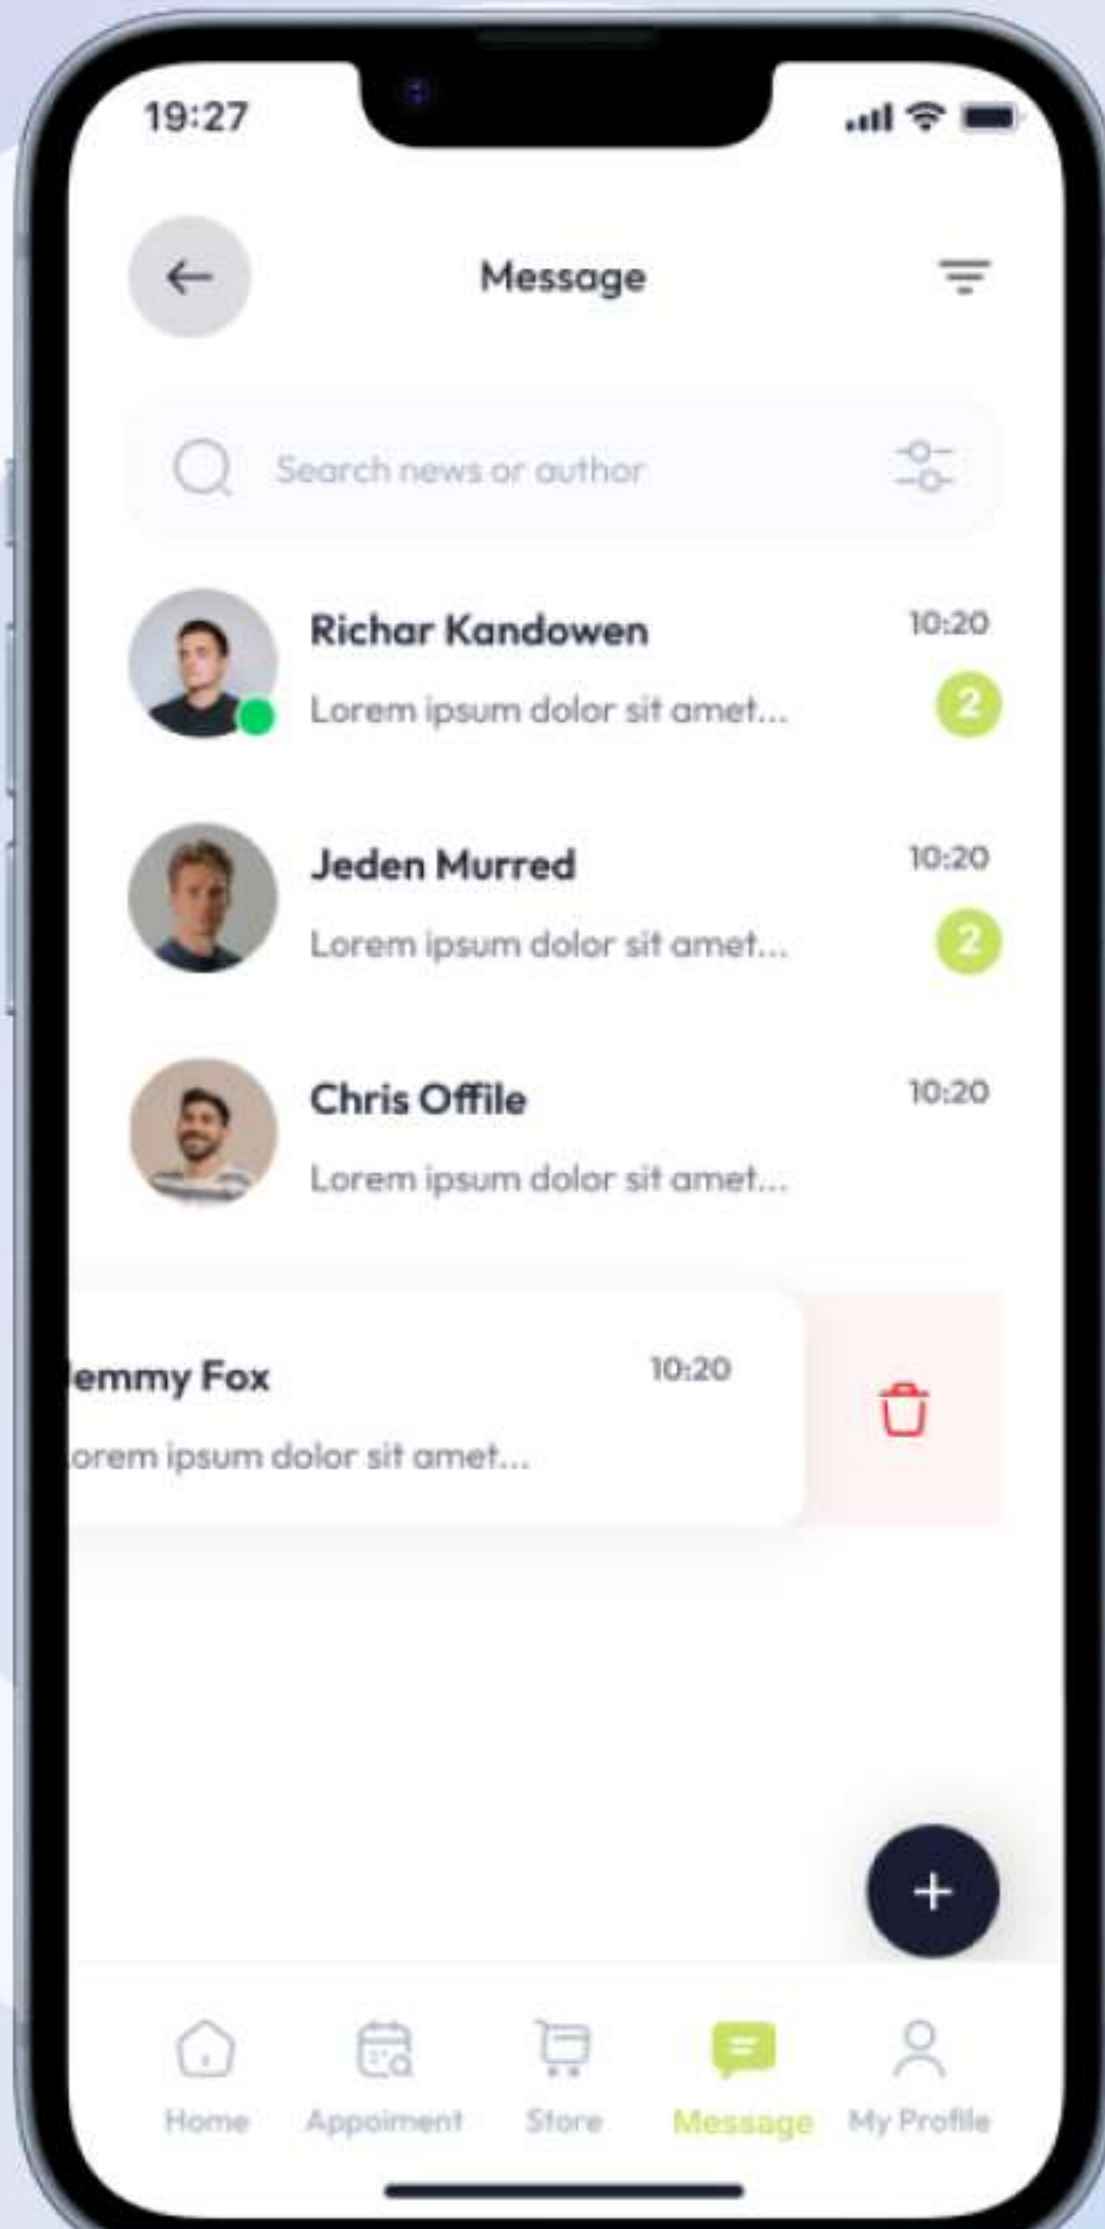 19:27
Message
Search news or author
Richar Kandowen
10:20
Lorem ipsum dolor sit amet...
2
Jeden Murred
10:20
Lorem ipsum dolor sit amet...
2
Chris Offile
10:20
Lorem ipsum dolor sit amet...
Jemmy Fox
10:20
orem ipsum dolor sit amet...
Home Appoiment Store Message My Profile